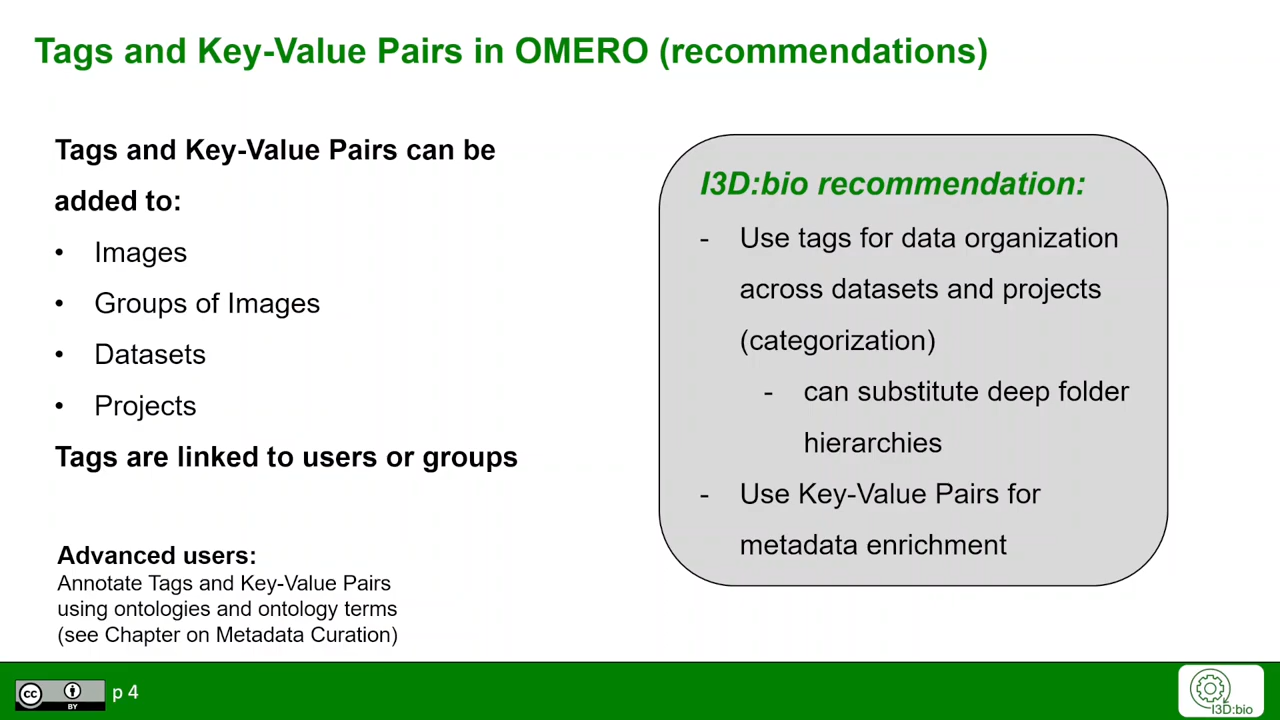 Tags and Key-Value Pairs in OMERO (recommendations)
Tags and Key-Value Pairs can be
added to:
• Images
• Groups of Images
• Datasets
• Projects
Tags are linked to users or groups
Advanced users:
Annotate Tags and Key-Value Pairs
using ontologies and ontology terms
(see Chapter on Metadata Curation)
I3D:bio recommendation:
- Use tags for data organization
across datasets and projects
(categorization)
- can substitute deep folder
hierarchies
- Use Key-Value Pairs for
metadata enrichment
cc
BY
p 4
I3D:bio